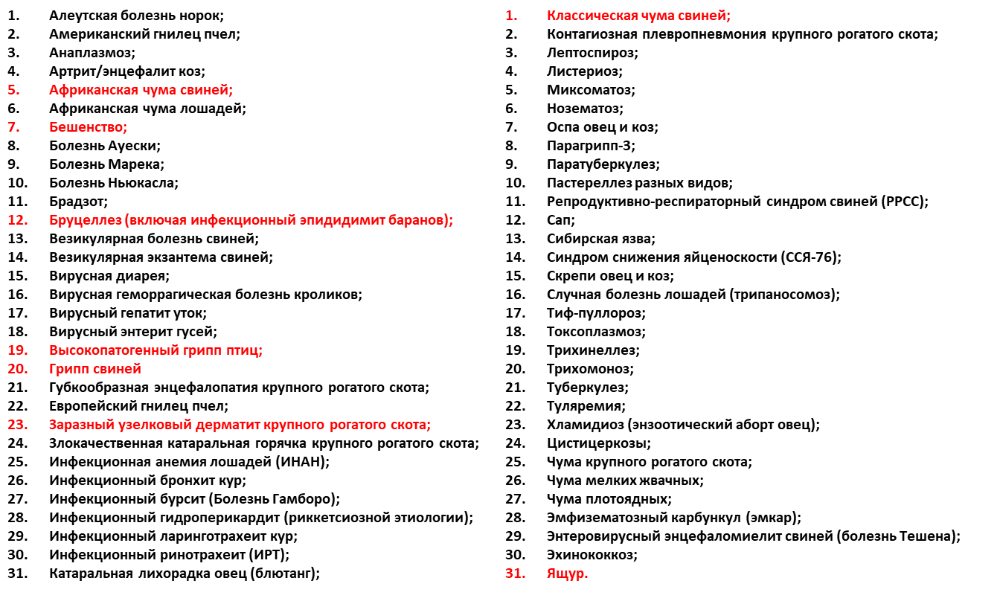 1. Алеутская болезнь норок;
2. Американский гнилец пчел;
3. Анаплазмоз;
4. Артрит/энцефалит коз;
5. Африканская чума свиней;
6. Африканская чума лошадей;
7. Бешенство;
8. Болезнь Ауески;
9. Болезнь Марека;
10. Болезнь Ньюкасла;
11. Брадзот;
12. Бруцеллез (включая инфекционный эпидидимит баранов);
13. Везикулярная болезнь свиней;
14. Везикулярная экзантема свиней;
15. Вирусная диарея;
16. Вирусная геморрагическая болезнь кроликов;
17. Вирусный гепатит уток;
18. Вирусный энтерит гусей;
19. Высокопатогенный грипп птиц;
20. Грипп свиней
21. Губкообразная энцефалопатия крупного рогатого скота;
22. Европейский гнилец пчел;
23. Заразный узелковый дерматит крупного рогатого скота;
24. Злокачественная катаральная горячка крупного рогатого скота;
25. Инфекционная анемия лошадей (ИНАН);
26. Инфекционный бронхит кур;
27. Инфекционный бурсит (Болезнь Гамборо);
28. Инфекционный гидроперикардит (риккетсиозной этиологии);
29. Инфекционный ларинготрахеит кур;
30. Инфекционный ринотрахеит (ИРТ);
31. Катаральная лихорадка овец (блютанг);
1. Классическая чума свиней;
2. Контагиозная плевропневмония крупного рогатого скота;
3. Лептоспироз;
4. Листериоз;
5. Миксоматоз;
6. Нозематоз;
7. Оспа овец и коз;
8. Парагрипп-3;
9. Паратуберкулез;
10. Пастереллез разных видов;
11. Репродуктивно-респираторный синдром свиней (РРСС);
12. Сап;
13. Сибирская язва;
14. Синдром снижения яйценоскости (ССЯ-76);
15. Скрепи овец и коз;
16. Случная болезнь лошадей (трипаносомоз);
17. Тиф-пуллороз;
18. Токсоплазмоз;
19. Трихинеллез;
20. Трихомоноз;
21. Туберкулез;
22. Туляремия;
23. Хламидиоз (энзоотический аборт овец);
24. Цистицеркозы;
25. Чума крупного рогатого скота;
26. Чума мелких жвачных;
27. Чума плотоядных;
28. Эмфизематозный карбункул (эмкар);
29. Энтеровирусный энцефаломиелит свиней (болезнь Тешена);
30. Эхинококкоз;
31. Ящур.